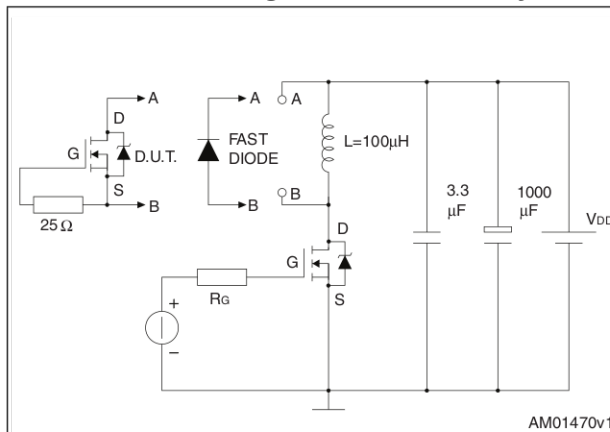 A
A
A
D
G
D.U.T.
FAST
DIODE
L=100μH
S
B
B
B
25 Ω
D
3.3
μF
1000
μF
VDD
G
RG
S
+
−
AM01470v1